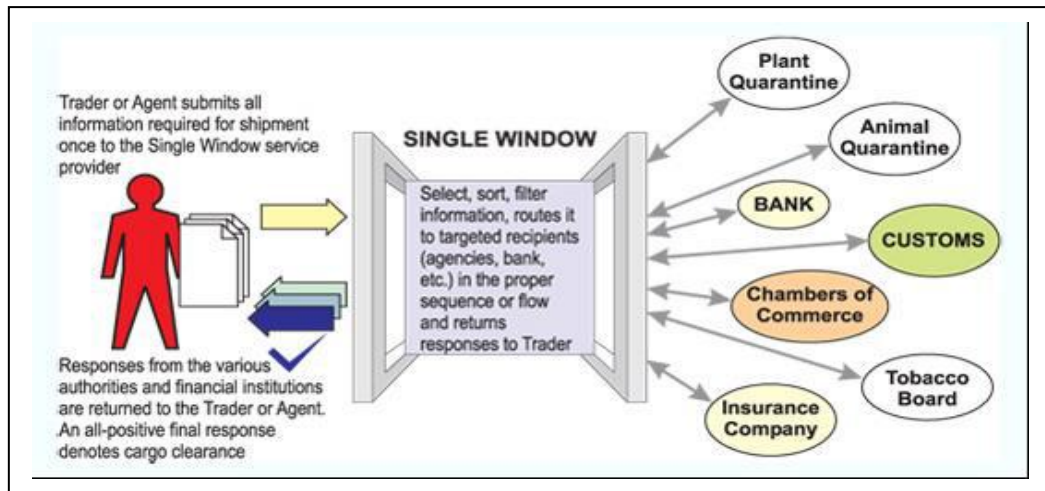 Trader or Agent submits all
information required for shipment
once to the Single Window service
provider
SINGLE WINDOW
Select, sort, filter
information, routes it
to targeted recipients
(agencies, bank,
etc.) in the proper
sequence or flow
and returns
responses to Trader
Responses from the various
authorities and financial institutions
are returned to the Trader or Agent.
An all-positive final response
denotes cargo clearance
Plant
Quarantine
Animal
Quarantine
BANK
CUSTOMS
Chambers of
Commerce
Tobacco
Board
Insurance
Company